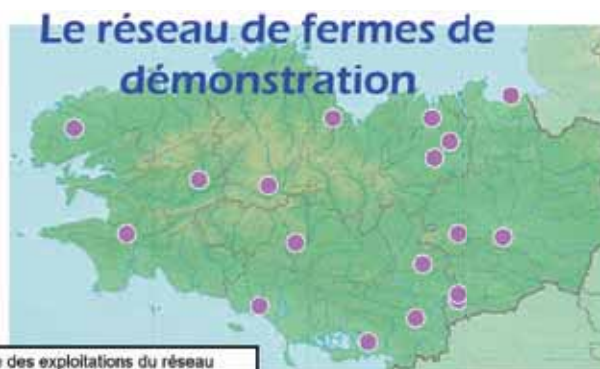 Le réseau de fermes de
démonstration
des exploitations du réseau